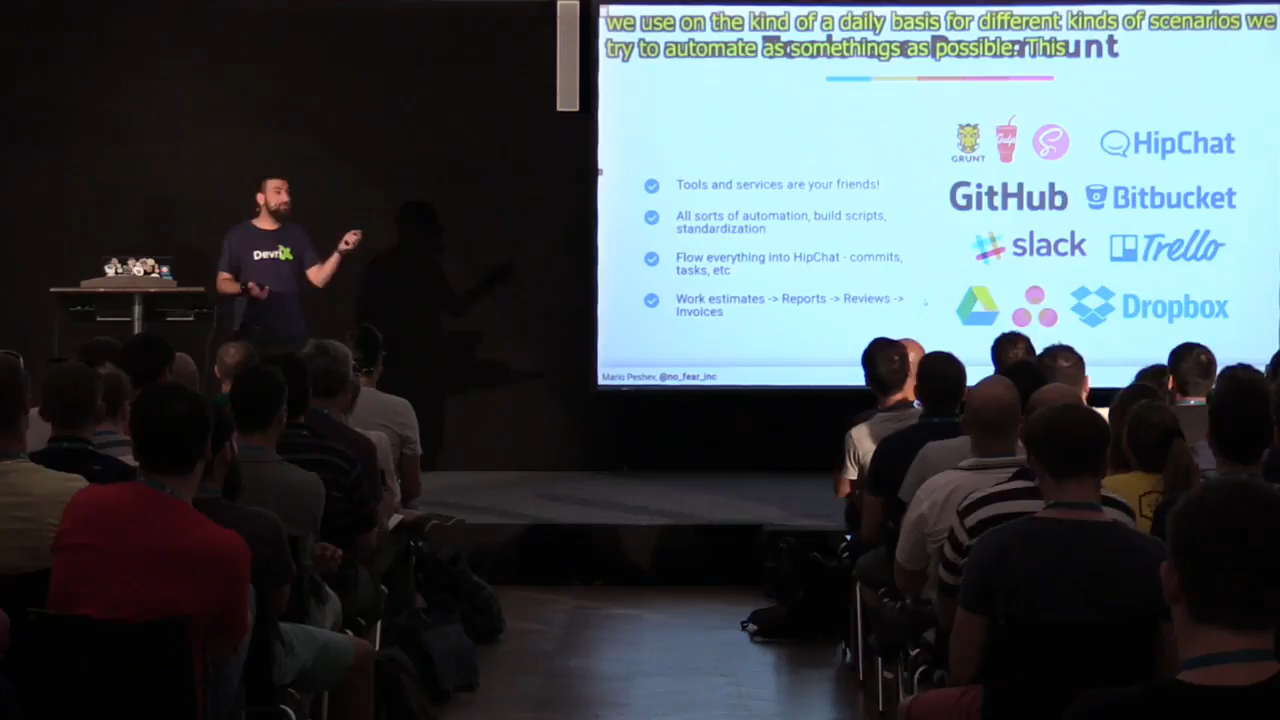 we use on the kind of a daily basis for different kinds of scenarios we
try to automate as somethings as possible. This
GRUNT
Gulp
HipChat
GitHub
Bitbucket
slack
Trello
Dropbox
Tools and services are your friends!
All sorts of automation, build scripts,
standardization
Flow everything into HipChat - commits,
tasks, etc
Work estimates -> Reports -> Reviews ->
Invoices
Mario Peshev, @no_fear_inc
DevriX